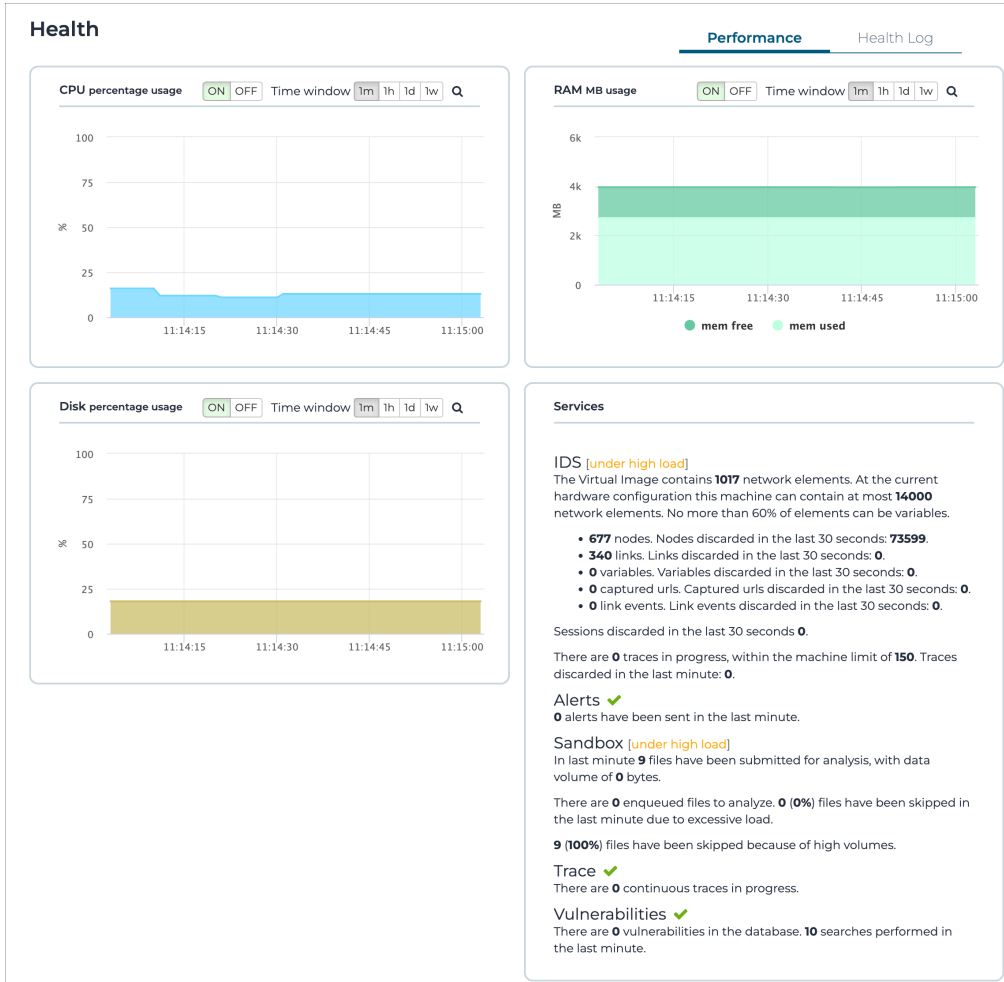 Health
Performance
Health Log
CPU percentage usage
ON OFF Time window 1m 1h 1d 1w
100
75
50
25
0
%
11:14:15 11:14:30 11:14:45 11:15:00
RAM MB usage
ON OFF Time window 1m 1h 1d 1w
6k
4k
2k
0
MB
11:14:15 11:14:30 11:14:45 11:15:00
mem free mem used
Disk percentage usage
ON OFF Time window 1m 1h 1d 1w
100
75
50
25
0
%
11:14:15 11:14:30 11:14:45 11:15:00
Services
IDS [under high load]
The Virtual Image contains 1017 network elements. At the current
hardware configuration this machine can contain at most 14000
network elements. No more than 60% of elements can be variables.
• 677 nodes. Nodes discarded in the last 30 seconds: 73599.
• 340 links. Links discarded in the last 30 seconds: 0.
• 0 variables. Variables discarded in the last 30 seconds: 0.
• 0 captured urls. Captured urls discarded in the last 30 seconds: 0.
• 0 link events. Link events discarded in the last 30 seconds: 0.
Sessions discarded in the last 30 seconds 0.
There are 0 traces in progress, within the machine limit of 150. Traces
discarded in the last minute: 0.
Alerts
0 alerts have been sent in the last minute.
Sandbox [under high load]
In last minute 9 files have been submitted for analysis, with data
volume of 0 bytes.
There are 0 enqueued files to analyze. 0 (0%) files have been skipped in
the last minute due to excessive load.
9 (100%) files have been skipped because of high volumes.
Trace
There are 0 continuous traces in progress.
Vulnerabilities
There are 0 vulnerabilities in the database. 10 searches performed in
the last minute.